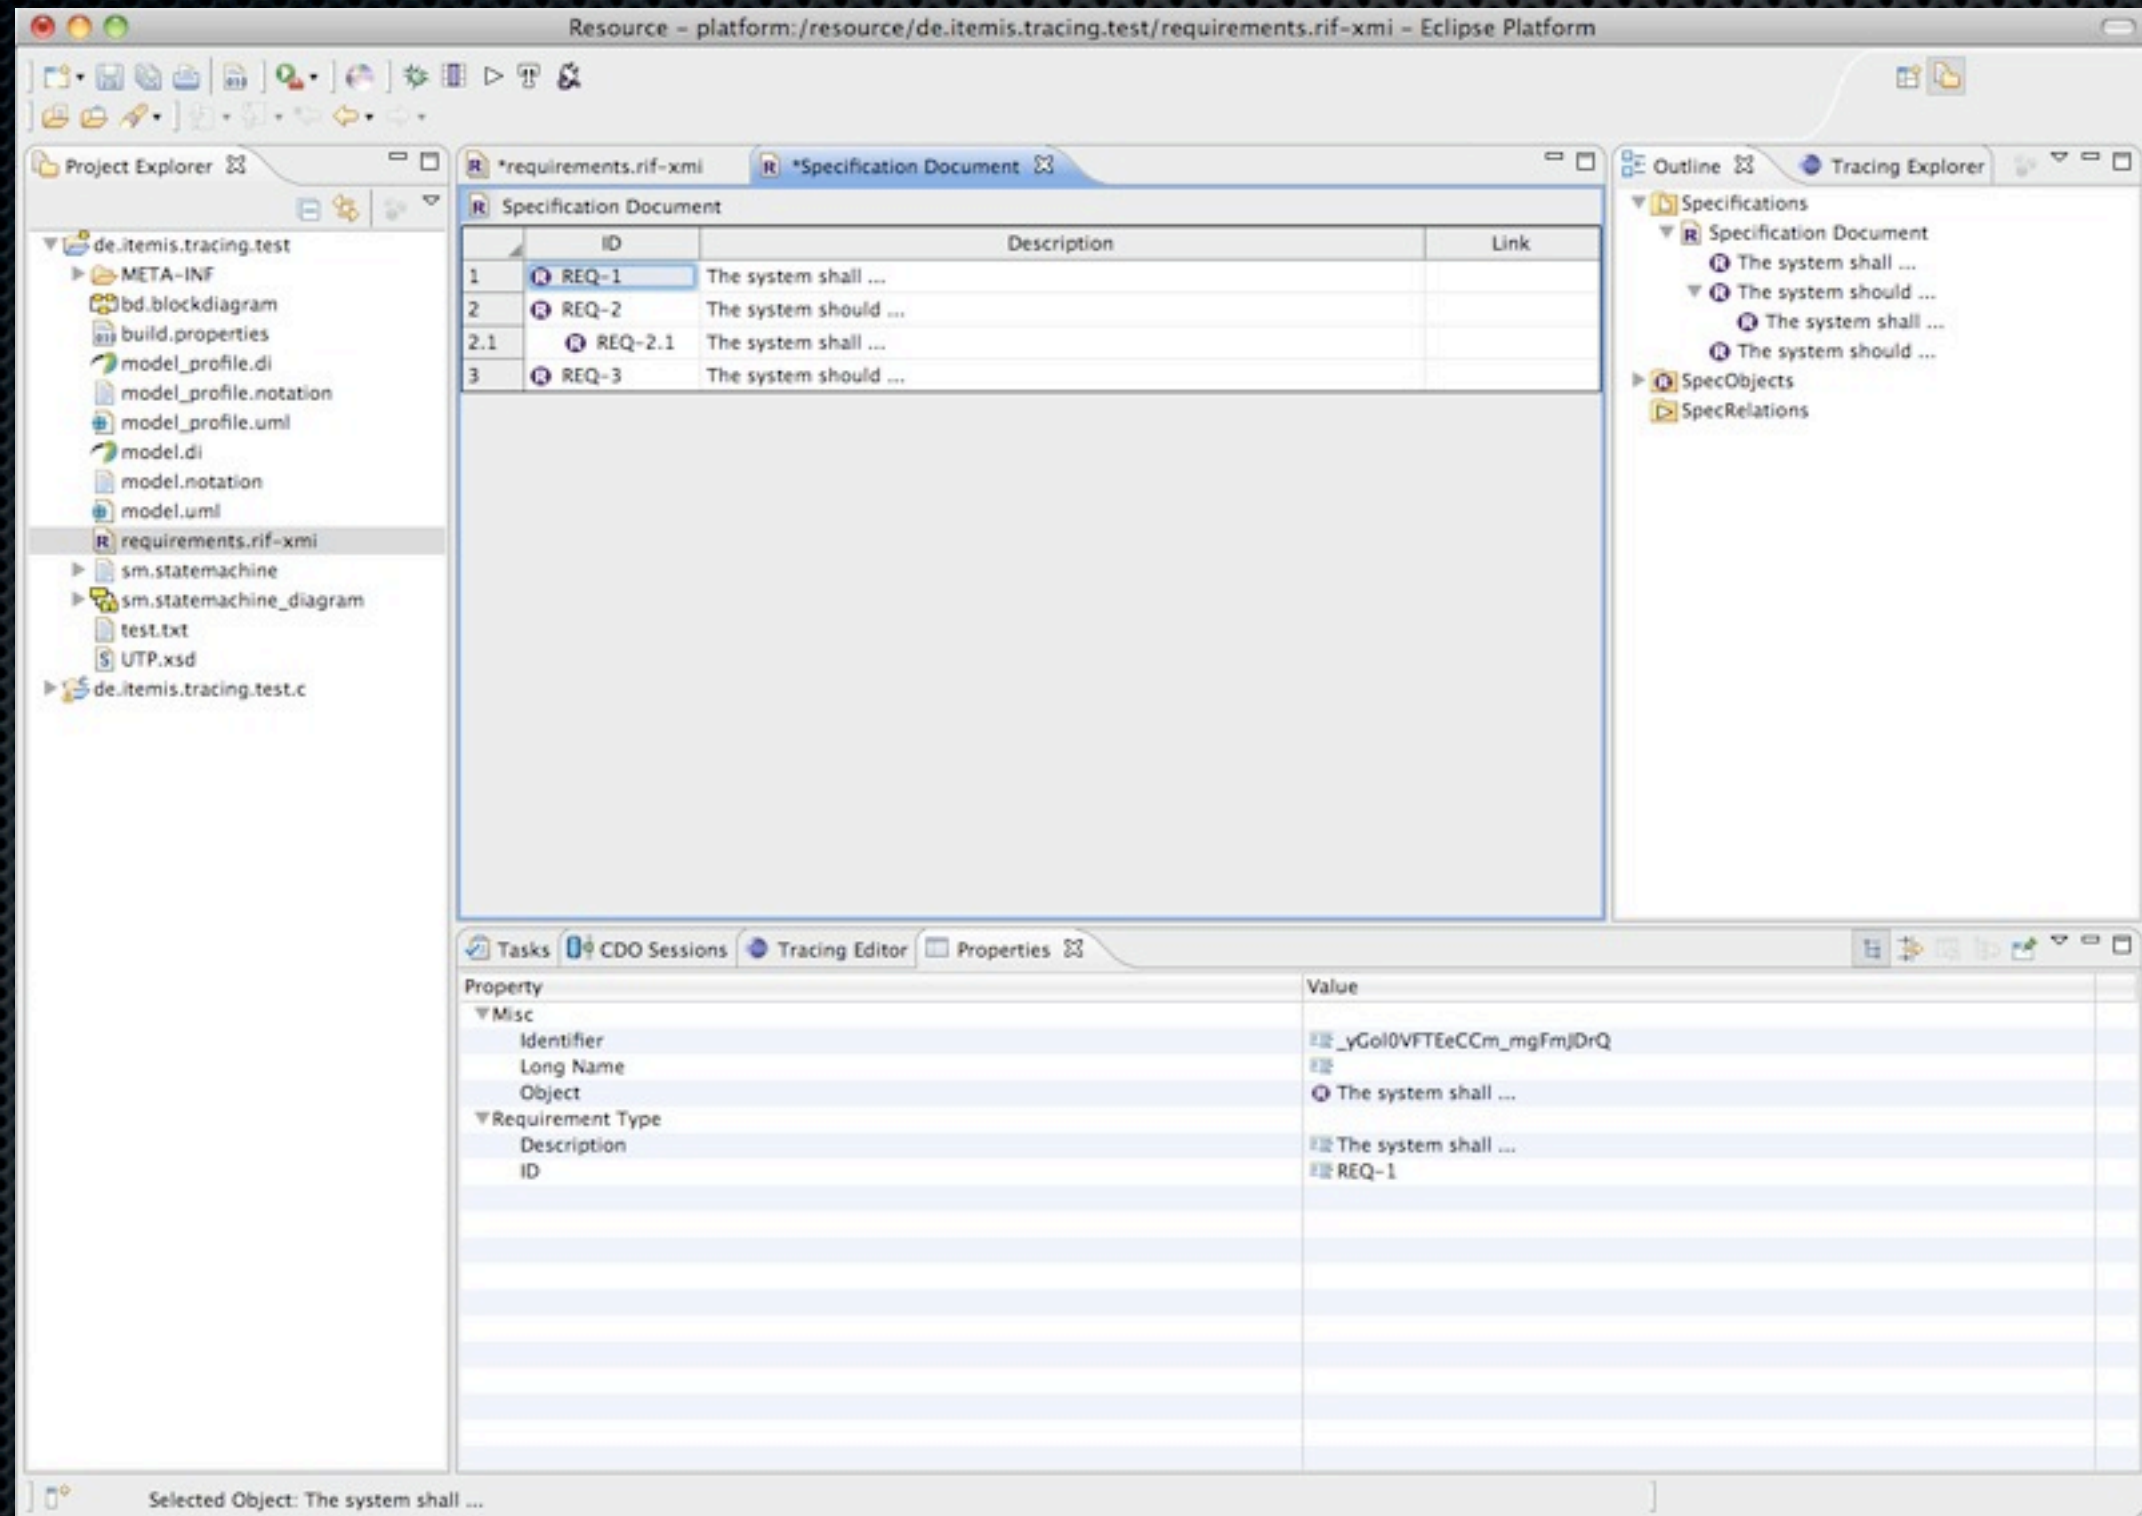 Resource – platform:/resource/de.itemis.tracing.test/requirements.rif-xmi – Eclipse Platform
Project Explorer
de.itemis.tracing.test
META-INF
bd.blockdiagram
build.properties
model_profile.di
model_profile.notation
model_profile.uml
model.di
model.notation
model.uml
requirements.rif-xmi
sm.statemachine
sm.statemachine_diagram
test.txt
UTP.xsd
de.itemis.tracing.test.c
*requirements.rif-xmi *Specification Document
Specification Document
ID Description Link
1 REQ-1 The system shall ...
2 REQ-2 The system should ...
2.1 REQ-2.1 The system shall ...
3 REQ-3 The system should ...
Outline Tracing Explorer
Specifications
Specification Document
The system shall ...
The system should ...
The system shall ...
The system should ...
SpecObjects
SpecRelations
Tasks CDO Sessions Tracing Editor Properties
Property Value
Misc
Identifier _yGol0VFTEeCCm_mgFmJDrQ
Long Name
Object The system shall ...
Requirement Type
Description The system shall ...
ID REQ-1
Selected Object: The system shall ...